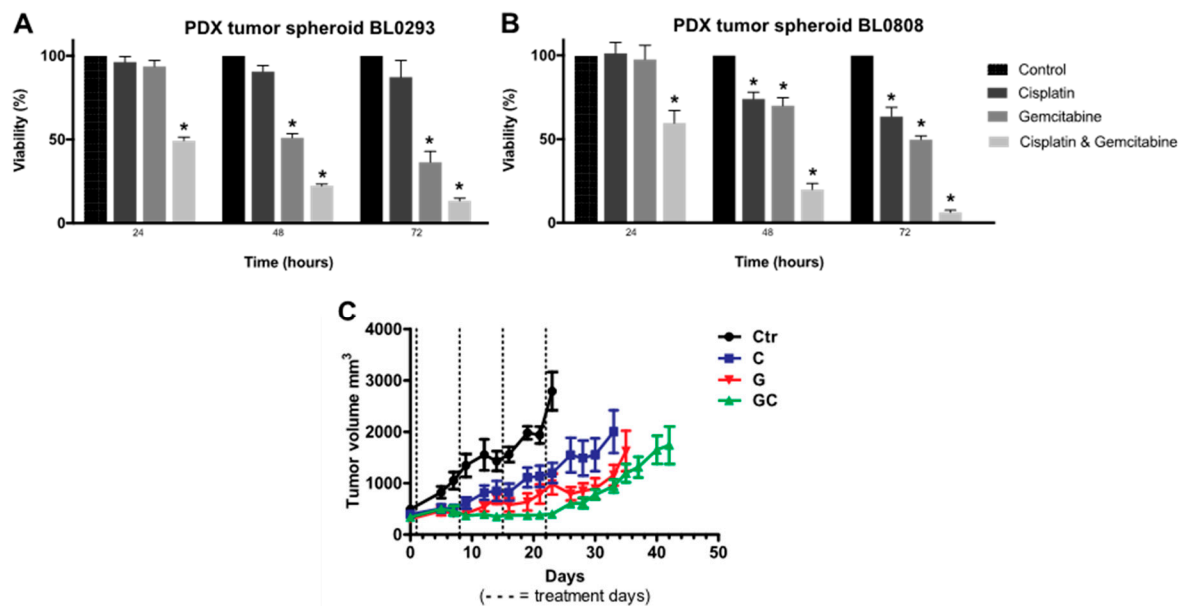 A
PDX tumor spheroid BL0293
Viability (%)
100
50
0
*
*
*
*
*
24
48
72
Time (hours)
B
PDX tumor spheroid BL0808
Viability (%)
100
50
0
*
*
*
*
*
*
*
24
48
72
Time (hours)
Control
Cisplatin
Gemcitabine
Cisplatin & Gemcitabine
C
Tumor volume mm³
4000
3000
2000
1000
0
0
10
20
30
40
50
Days
(- - - = treatment days)
Ctr
C
G
GC